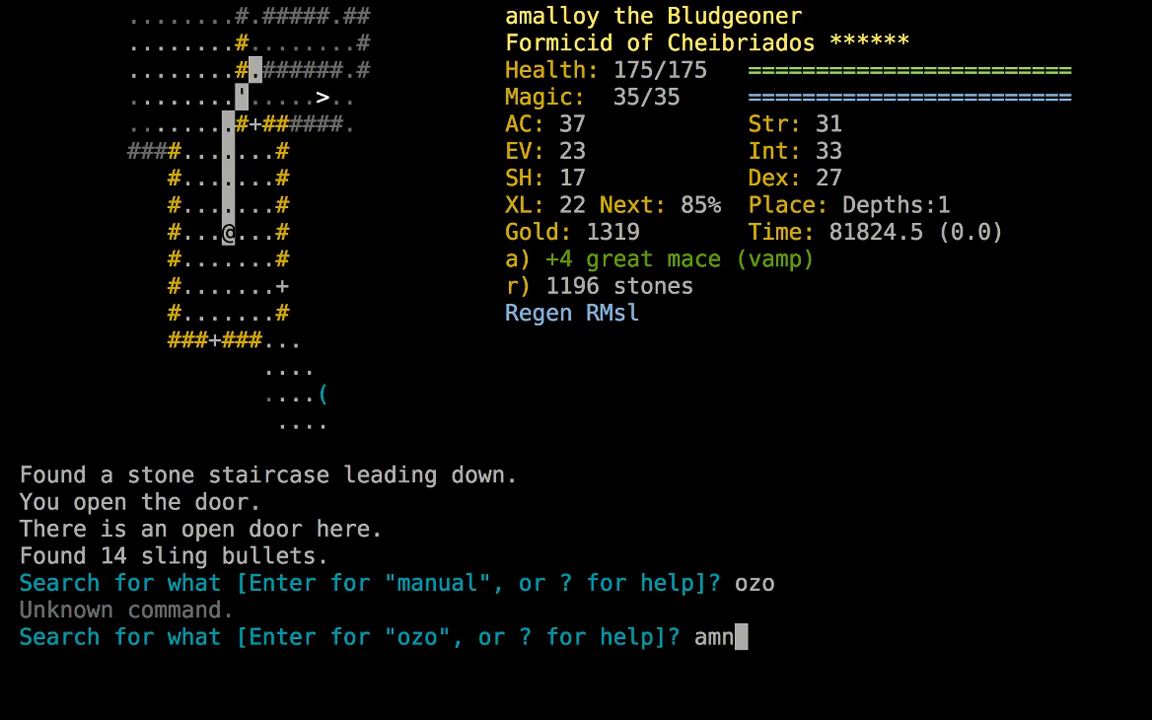 ........#.#####.## amalloy the Bludgeoner
........#........# Formicid of Cheibriados ******
........#.######.# Health: 175/175 ========================
........'.....>.. Magic: 35/35 ========================
........#+######. AC: 37 Str: 31
####.......# EV: 23 Int: 33
#.......# SH: 17 Dex: 27
#.......# XL: 22 Next: 85% Place: Depths:1
#...@...# Gold: 1319 Time: 81824.5 (0.0)
#.......# a) +4 great mace (vamp)
#.......+ r) 1196 stones
#.......# Regen RMsl
###+###...
....
....(
....
Found a stone staircase leading down.
You open the door.
There is an open door here.
Found 14 sling bullets.
Search for what [Enter for "manual", or ? for help]? ozo
Unknown command.
Search for what [Enter for "ozo", or ? for help]? amn